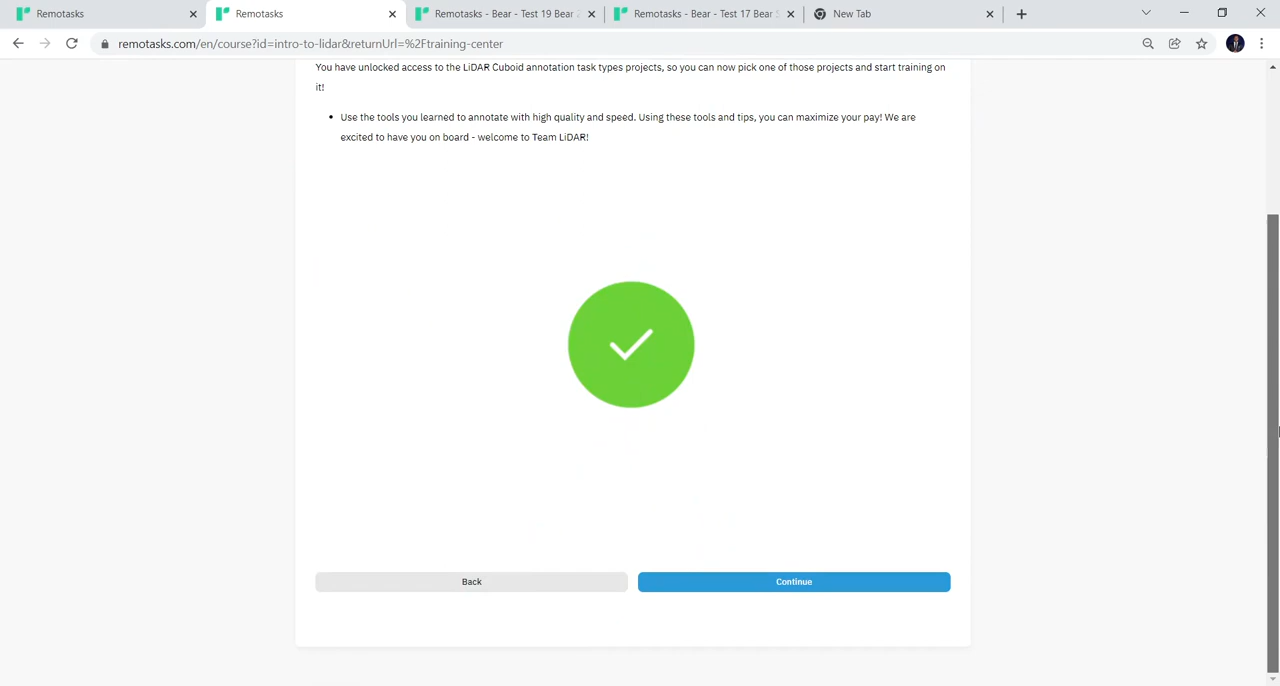 Remotasks
Remotasks
Remotasks - Bear - Test 19 Bear
Remotasks - Bear - Test 17 Bear
New Tab
remotasks.com/en/course?id=intro-to-lidar&returnUrl=%2Ftraining-center
You have unlocked access to the LiDAR Cuboid annotation task types projects, so you can now pick one of those projects and start training on
it!
• Use the tools you learned to annotate with high quality and speed. Using these tools and tips, you can maximize your pay! We are
excited to have you on board - welcome to Team LiDAR!
Back
Continue